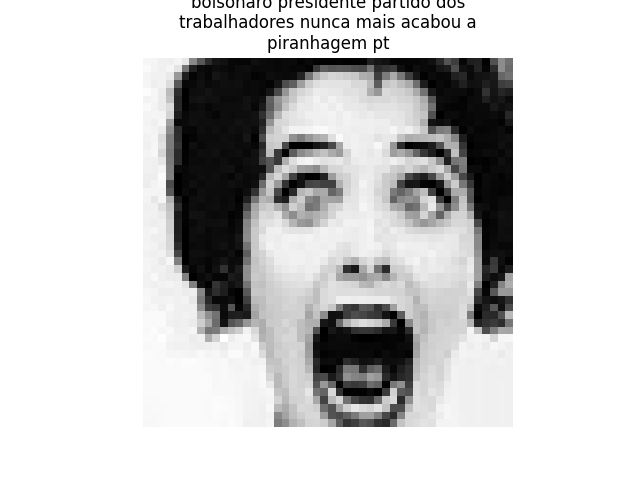 bolsonaro presidente partido dos
trabalhadores nunca mais acabou a
piranhagem pt